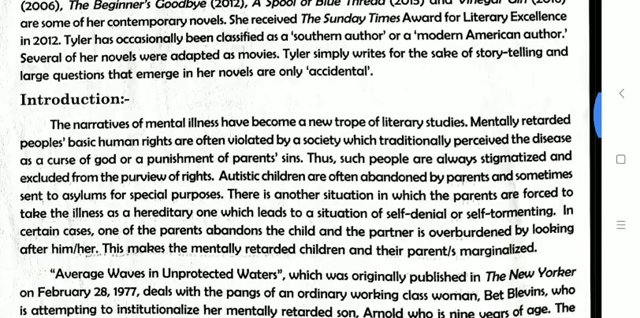 (2006), The Beginner's Goodbye (2012), A Spool of Blue Thread (2015) and Vinegar Girl (2016)
are some of her contemporary novels. She received The Sunday Times Award for Literary Excellence
in 2012. Tyler has occasionally been classified as a 'southern author' or a 'modern American author.'
Several of her novels were adapted as movies. Tyler simply writes for the sake of story-telling and
large questions that emerge in her novels are only 'accidental'.
Introduction:-
The narratives of mental illness have become a new trope of literary studies. Mentally retarded
peoples' basic human rights are often violated by a society which traditionally perceived the disease
as a curse of god or a punishment of parents' sins. Thus, such people are always stigmatized and
excluded from the purview of rights. Autistic children are often abandoned by parents and sometimes
sent to asylums for special purposes. There is another situation in which the parents are forced to
take the illness as a hereditary one which leads to a situation of self-denial or self-tormenting. In
certain cases, one of the parents abandons the child and the partner is overburdened by looking
after him/her. This makes the mentally retarded children and their parent/s marginalized.
"Average Waves in Unprotected Waters", which was originally published in The New Yorker
on February 28, 1977, deals with the pangs of an ordinary working class woman, Bet Blevins, who
is attempting to institutionalize her mentally retarded son, Arnold who is nine years of age. The